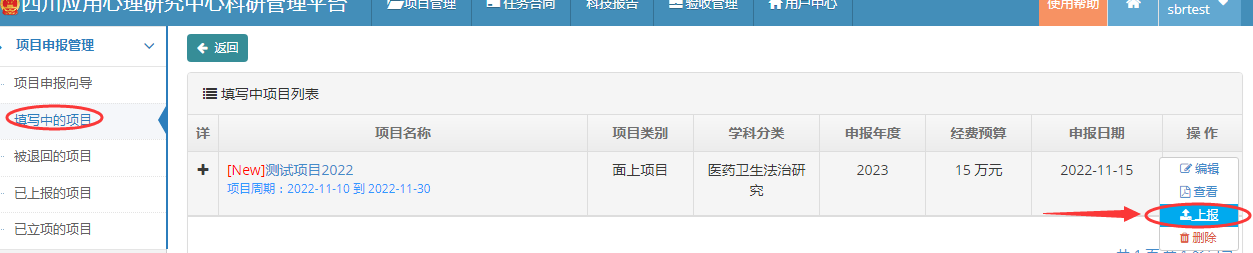 四川应用心理研究中心科研管理平台
项目管理
任务合同
科技报告
验收管理
用户中心
使用帮助
sbrtest
项目申报管理
返回
项目申报向导
填写中的项目
被退回的项目
已上报的项目
已立项的项目
填写中项目列表
详 项目名称 项目类别 学科分类 申报年度 经费预算 申报日期 操 作
[New]测试项目2022
项目周期：2022-11-10 到 2022-11-30
面上项目
医药卫生法治研
究
2023
15 万元
2022-11-15
编辑
查看
上报
删除